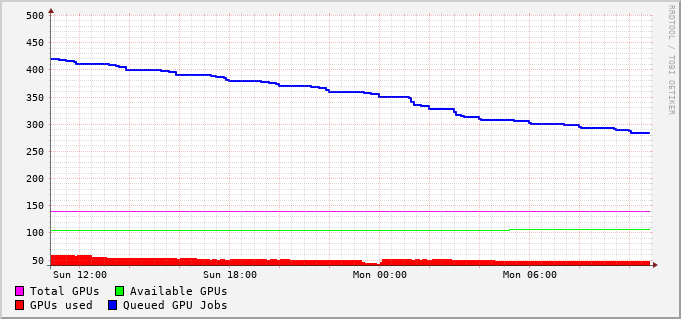 500
450
400
350
300
250
200
150
100
50
Sun 12:00 Sun 18:00 Mon 00:00 Mon 06:00
Total GPUs Available GPUs
GPUs used Queued GPU Jobs
RRDTOOL / TOBI OETIKER